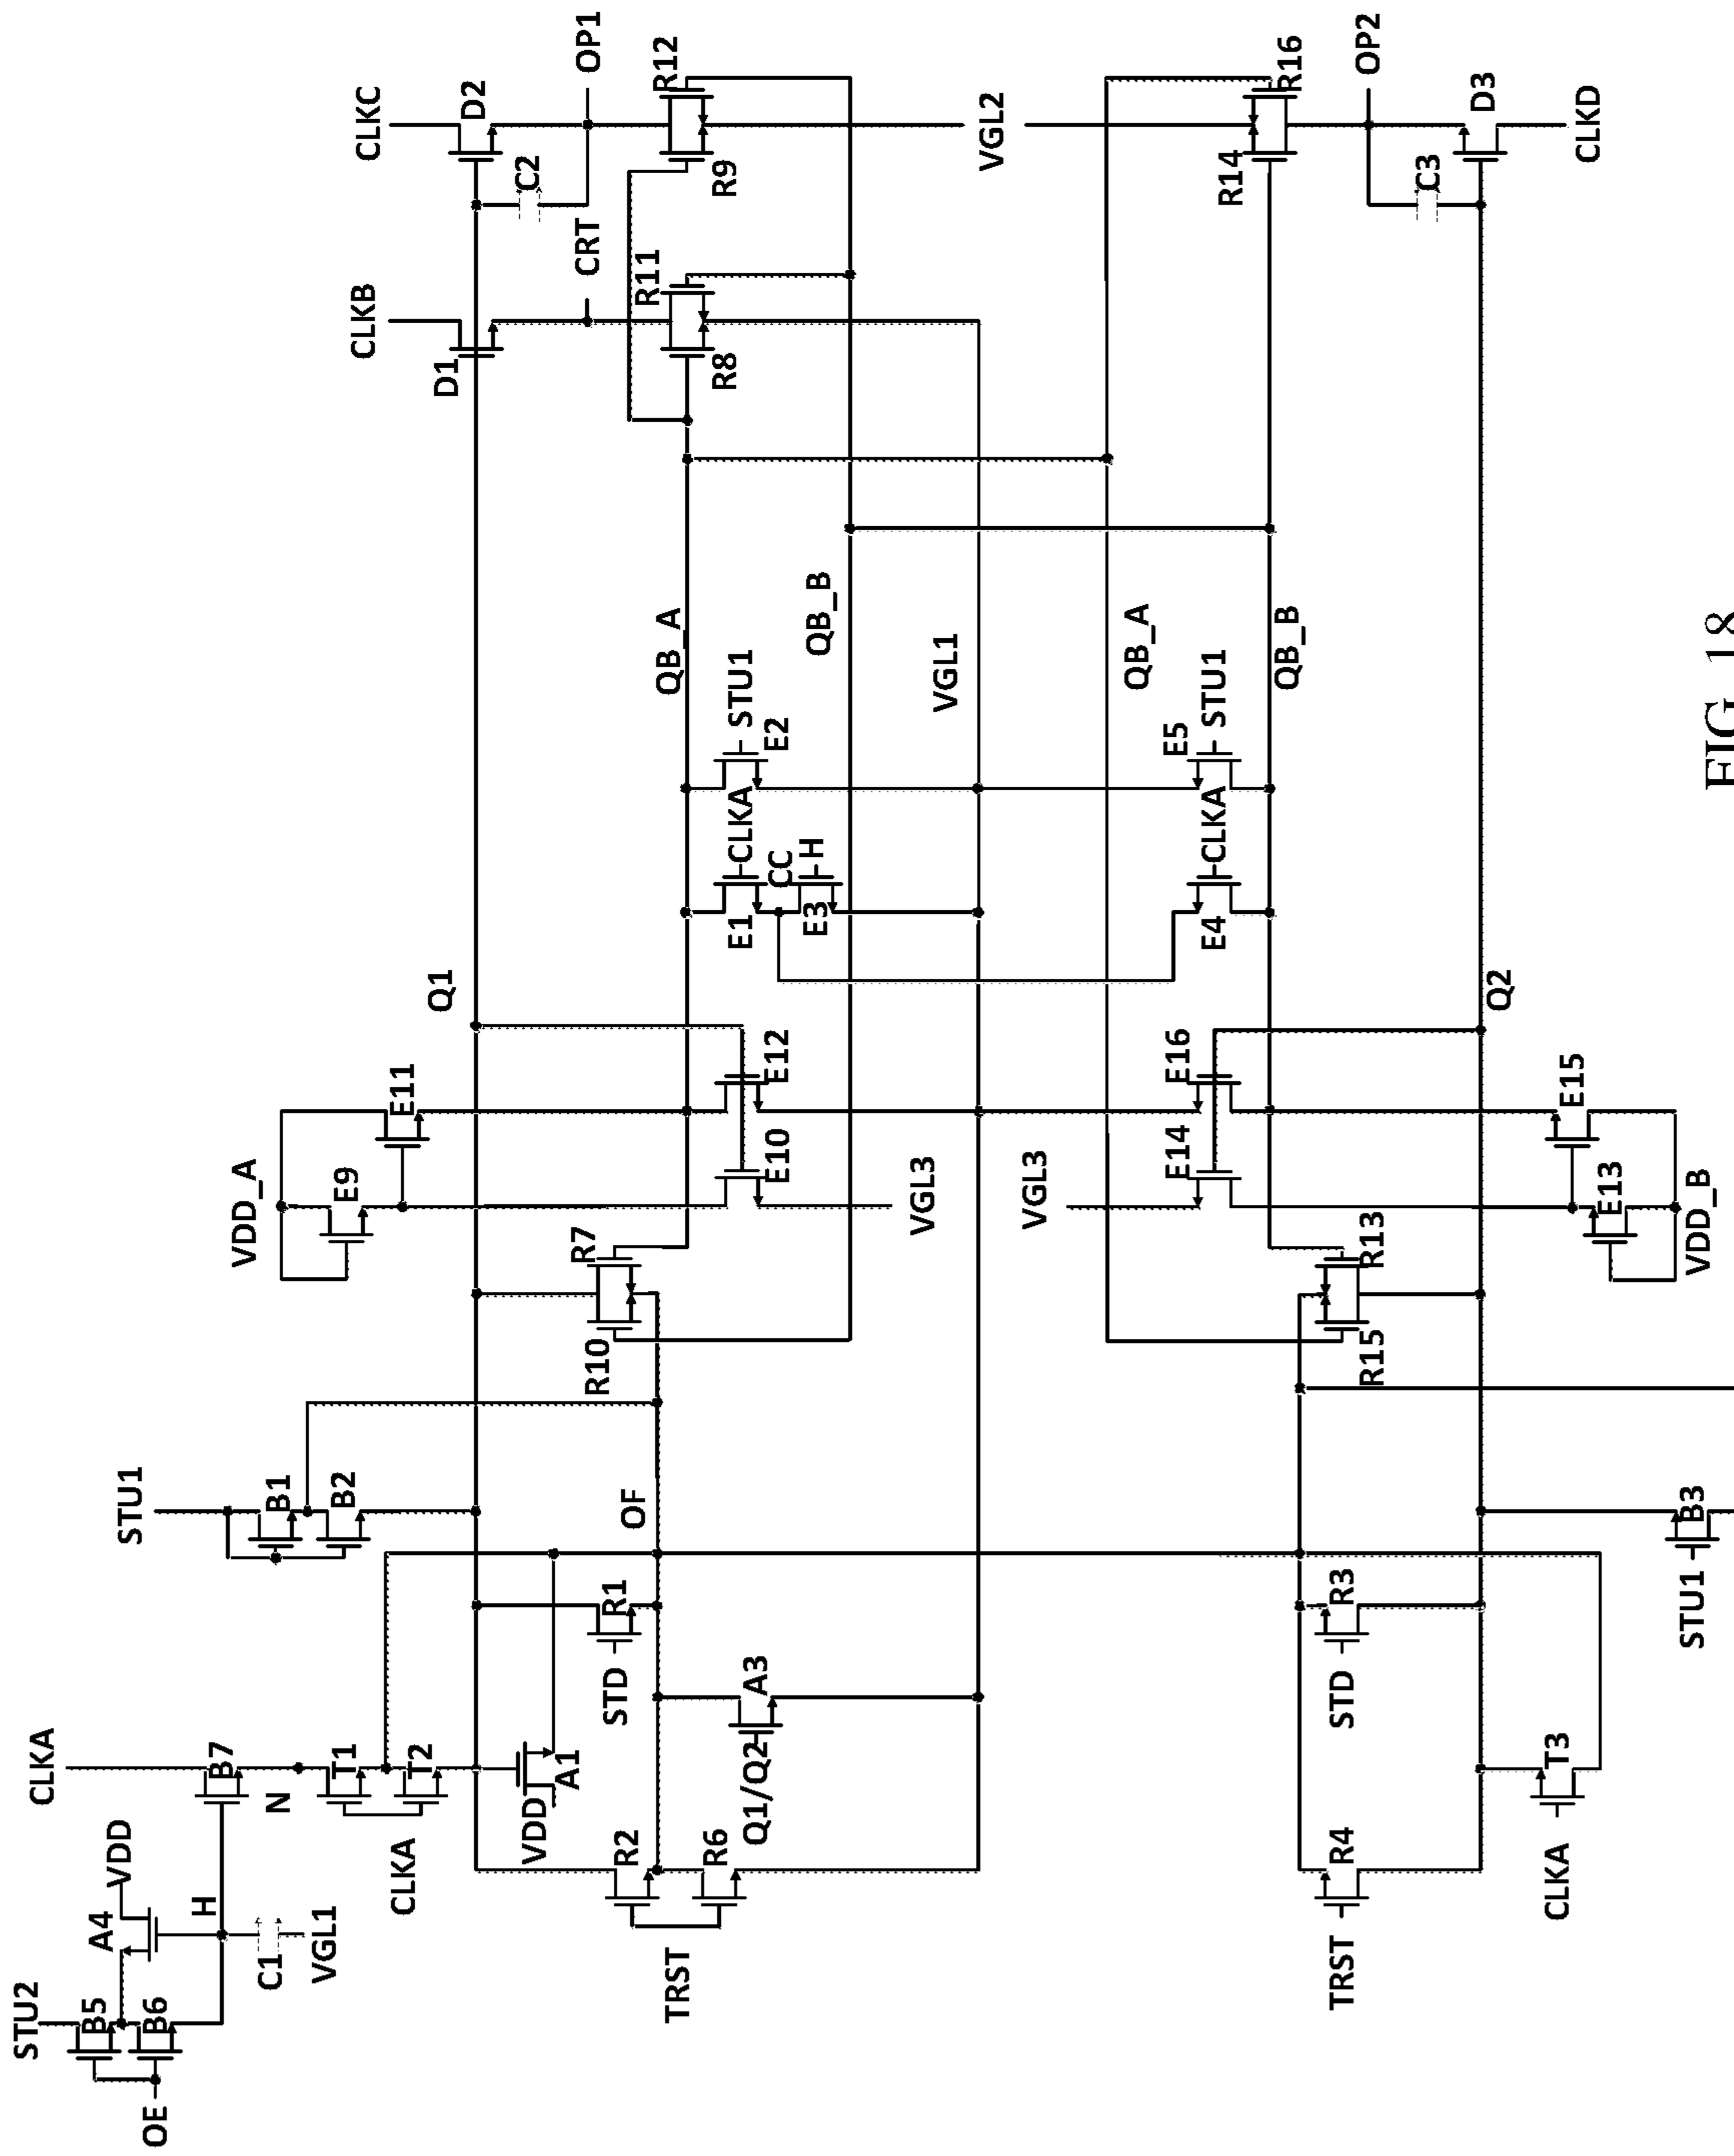 CLKC
D2
OP1
R12
C2
R9
VGL2
R14
R16
OP2
C3
D3
CLKD
CLKB
D1
CRT
R11
R8
QB_A
QB_B
VGL1
QB_A
QB_B
STU1
E2
CLKA
E1
CC
H
E3
STU1
E5
CLKA
E4
Q1
Q2
E11
E12
E16
E15
VDD_A
E9
E10
VGL3
VGL3
E14
E13
VDD_B
R7
R10
R13
R15
STU1
B1
B2
OF
B3
STU1
R1
STD
R3
STD
CLKA
B7
N
T1
T2
CLKA
A1
VDD
A3
Q1/Q2
T3
CLKA
VDD
A4
H
C1
VGL1
R2
R6
TRST
R4
TRST
STU2
B5
B6
OE
FIG. 18